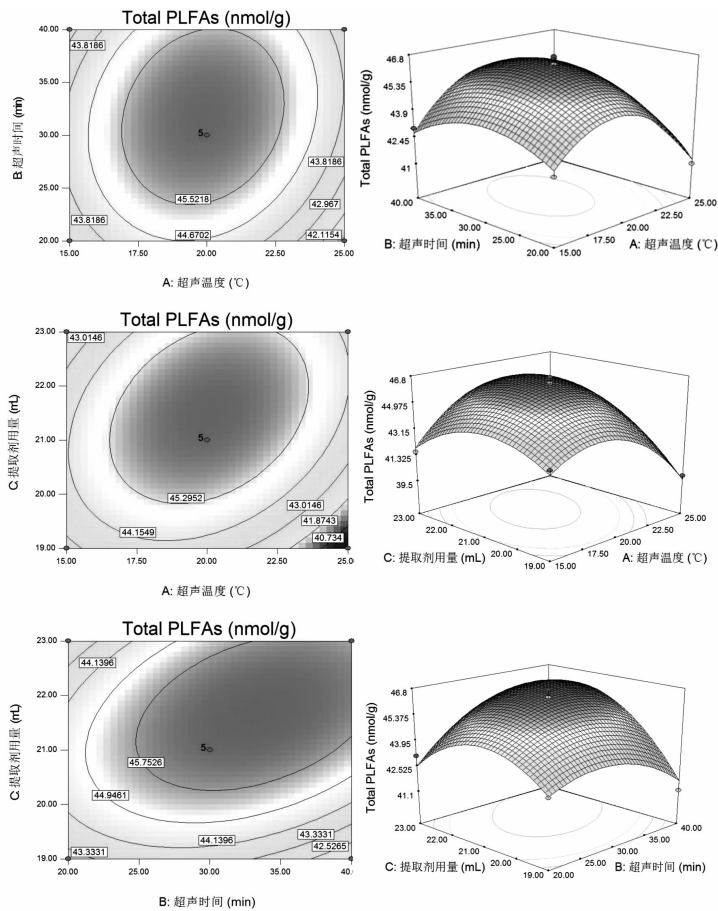 Total PLFAs (nmol/g)
40.00
35.00
30.00
25.00
20.00
B: 超声时间 (min)
43.8186
5
43.8186
42.967
45.5218
43.8186
44.6702
42.1154
15.00 17.50 20.00 22.50 25.00
A: 超声温度 (℃)
Total PLFAs (nmol/g)
46.8
45.35
43.9
42.45
41
40.00 35.00 30.00 25.00 20.00
B: 超声时间 (min)
15.00 17.50 20.00 22.50 25.00
A: 超声温度 (℃)
Total PLFAs (nmol/g)
23.00
22.00
21.00
20.00
19.00
C: 提取剂用量 (mL)
43.0146
5
45.2952
43.0146
44.1549
41.8743
40.734
15.00 17.50 20.00 22.50 25.00
A: 超声温度 (℃)
Total PLFAs (nmol/g)
46.8
44.975
43.15
41.325
39.5
23.00 22.00 21.00 20.00 19.00
C: 提取剂用量 (mL)
15.00 17.50 20.00 22.50 25.00
A: 超声温度 (℃)
Total PLFAs (nmol/g)
23.00
22.00
21.00
20.00
19.00
C: 提取剂用量 (mL)
44.1396
5
45.7526
44.9461
44.1396
43.3331
43.3331
42.5265
20.00 25.00 30.00 35.00 40.00
B: 超声时间 (min)
Total PLFAs (nmol/g)
46.8
45.375
43.95
42.525
41.1
23.00 22.00 21.00 20.00 19.00
C: 提取剂用量 (mL)
20.00 25.00 30.00 35.00 40.00
B: 超声时间 (min)